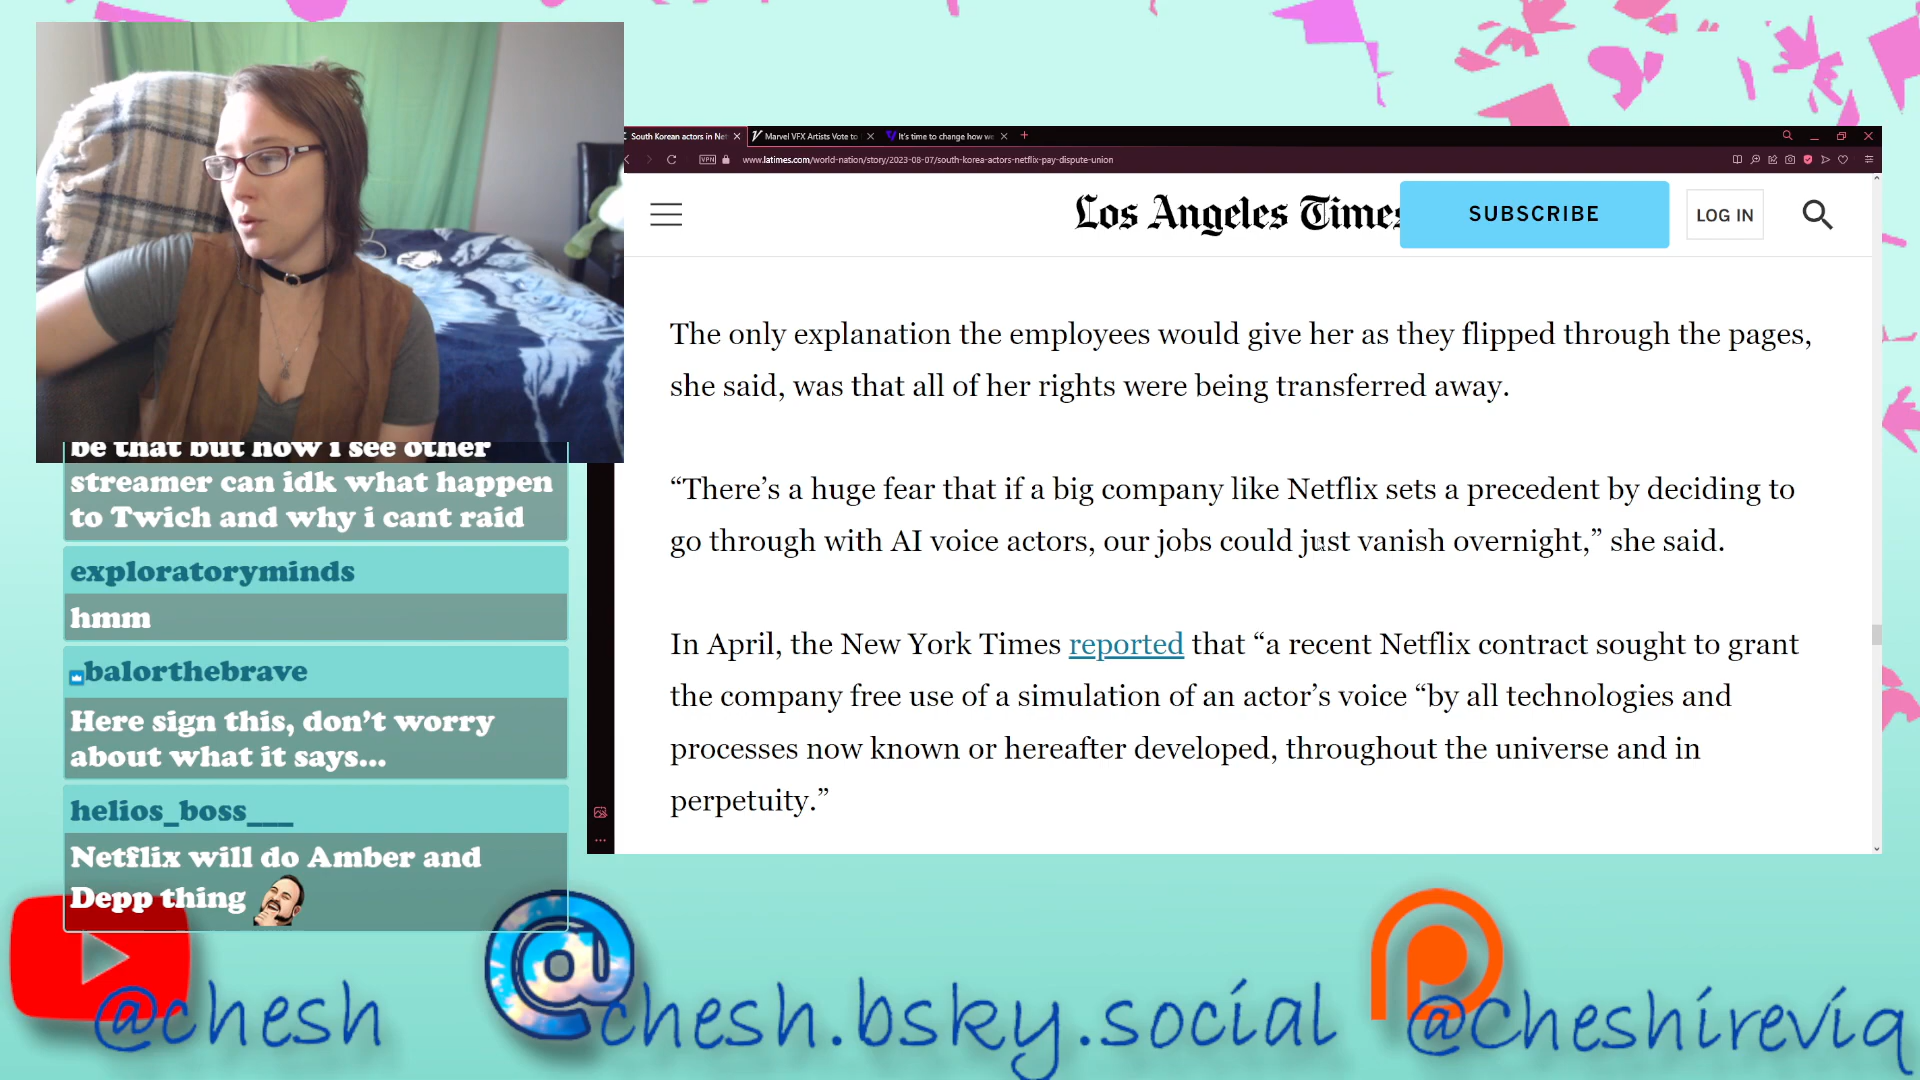 South Korean actors in Net
Marvel VFX Artists Vote to
It's time to change how we
VPN
www.latimes.com/world-nation/story/2023-08-07/south-korea-actors-netflix-pay-dispute-union
Los Angeles Times
SUBSCRIBE
LOG IN
The only explanation the employees would give her as they flipped through the pages,
she said, was that all of her rights were being transferred away.
“There’s a huge fear that if a big company like Netflix sets a precedent by deciding to
go through with AI voice actors, our jobs could just vanish overnight,” she said.
In April, the New York Times reported that “a recent Netflix contract sought to grant
the company free use of a simulation of an actor’s voice “by all technologies and
processes now known or hereafter developed, throughout the universe and in
perpetuity.”
be that but now i see other
streamer can idk what happen
to Twich and why i cant raid
exploratoryminds
hmm
balorthebrave
Here sign this, don’t worry
about what it says...
helios_boss___
Netflix will do Amber and
Depp thing
@chesh
@chesh.bsky.social
@Cheshireviq